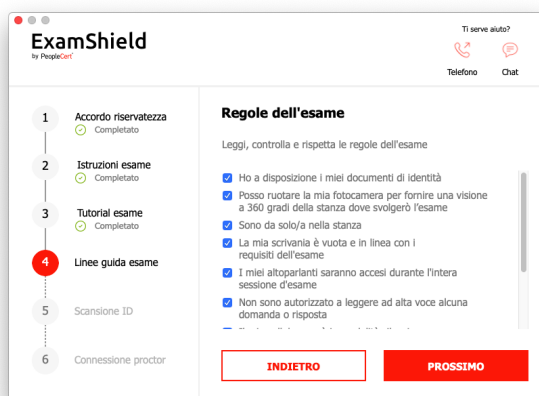 ExamShield
by PeopleCert
Ti serve aiuto?
Telefono
Chat
1
Accordo riservatezza
Completato
2
Istruzioni esame
Completato
3
Tutorial esame
Completato
4
Linee guida esame
5
Scansione ID
6
Connessione proctor
Regole dell'esame
Leggi, controlla e rispetta le regole dell'esame
Ho a disposizione i miei documenti di identità
Posso ruotare la mia fotocamera per fornire una visione
a 360 gradi della stanza dove svolgerò l'esame
Sono da solo/a nella stanza
La mia scrivania è vuota e in linea con i
requisiti dell'esame
I miei altoparlanti saranno accesi durante l'intera
sessione d'esame
Non sono autorizzato a leggere ad alta voce alcuna
domanda o risposta
INDIETRO
PROSSIMO